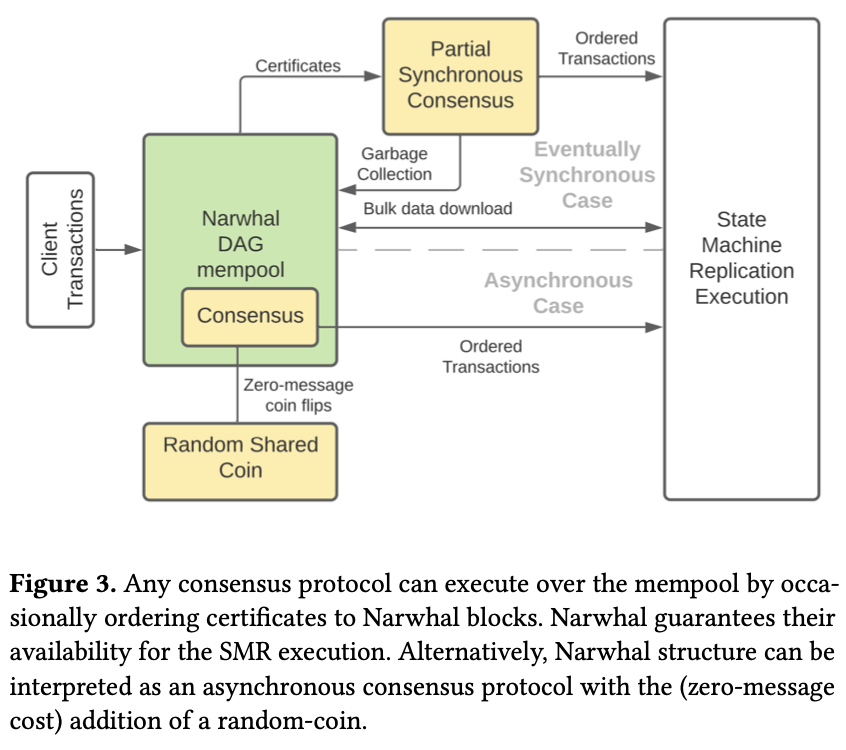 Partial
Synchronous
Consensus
Certificates
Ordered
Transactions
Garbage
Collection
Eventually
Synchronous
Case
Bulk data download
Client
Transactions
Narwhal
DAG
mempool
Consensus
State
Machine
Replication
Execution
Asynchronous
Case
Ordered
Transactions
Zero-message
coin flips
Random Shared
Coin
Figure 3. Any consensus protocol can execute over the mempool by occa-
sionally ordering certificates to Narwhal blocks. Narwhal guarantees their
availability for the SMR execution. Alternatively, Narwhal structure can be
interpreted as an asynchronous consensus protocol with the (zero-message
cost) addition of a random-coin.